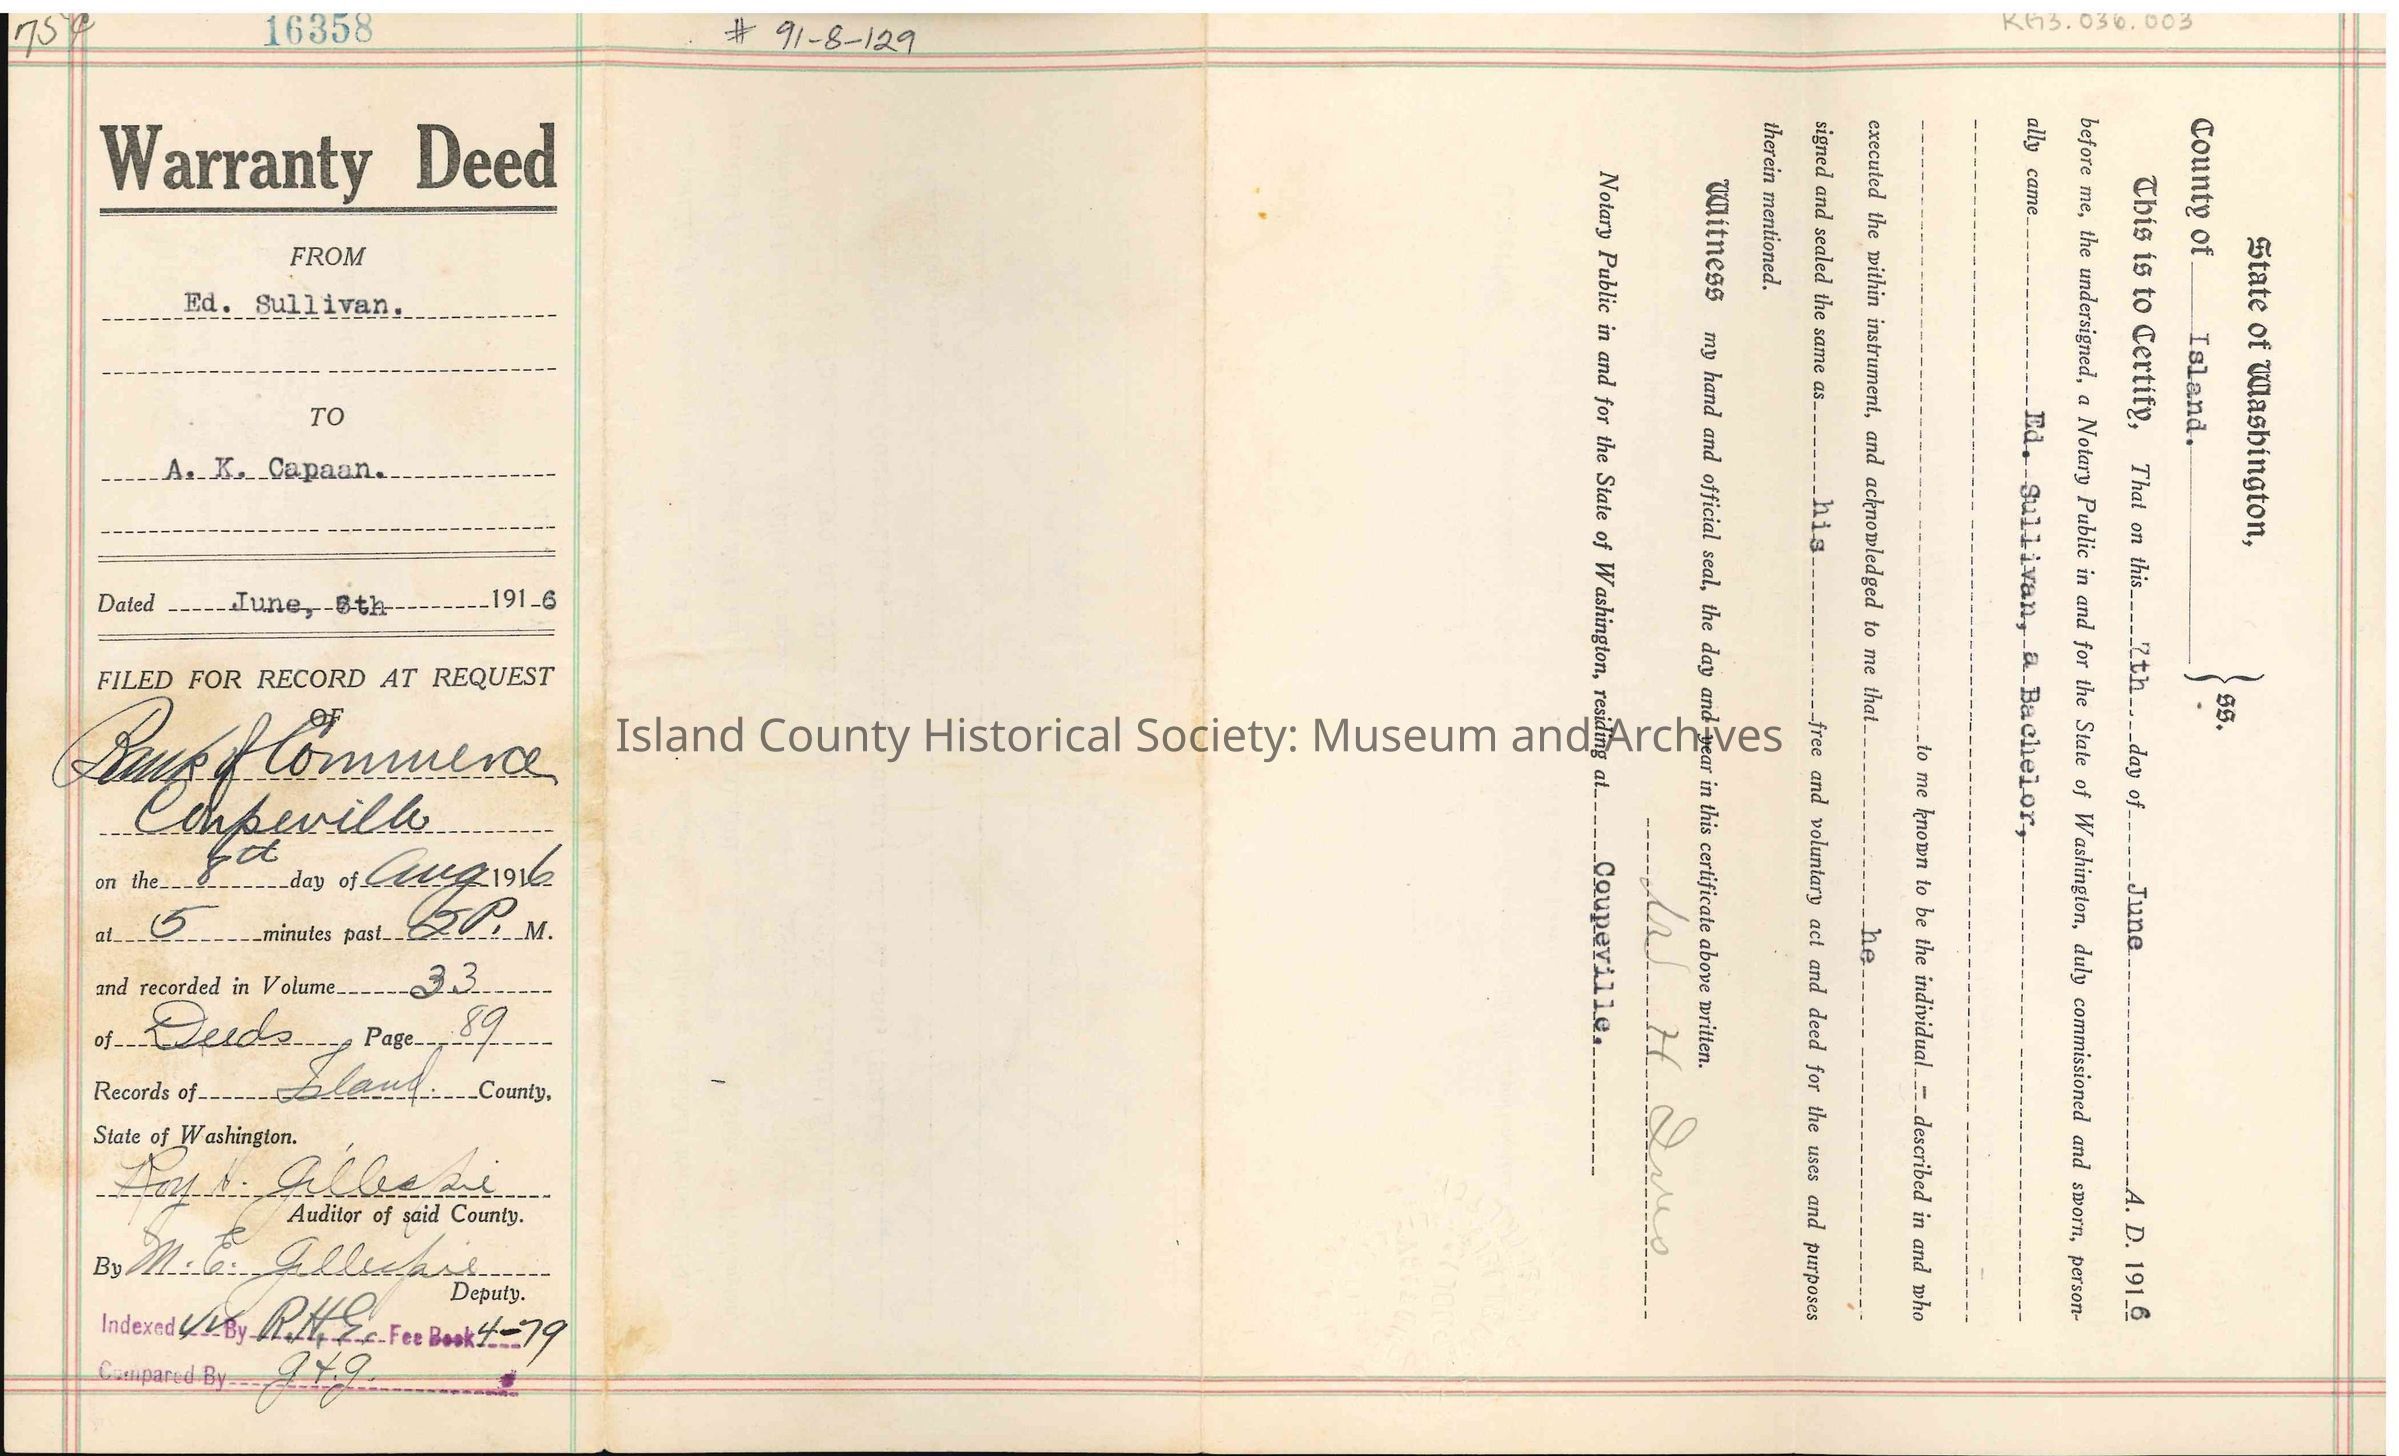 75¢
16358
# 91-8-129
RG3.036.003
Warranty Deed
FROM
Ed. Sullivan.
TO
A. K. Capaan.
Dated June, 8th 1916
FILED FOR RECORD AT REQUEST
OF
Bank of Commerce
Coupeville
on the 8th day of Aug 1916
at 5 minutes past 2 P. M.
and recorded in Volume 33
of Deeds, Page 89
Records of Island County,
State of Washington.
Roy H. Gillespie
Auditor of said County.
By M. E. Gillespie
Deputy.
Indexed By Fee Book 4-79
Compared By
Island County Historical Society: Museum and Archives
State of Washington,
County of Island. } ss.
This is to Certify, That on this 7th day of June A. D. 1916
before me, the undersigned, a Notary Public in and for the State of Washington, duly commissioned and sworn, person-
ally came Ed. Sullivan, a Bachelor,
to me known to be the individual - described in and who
executed the within instrument, and acknowledged to me that he
signed and sealed the same as his free and voluntary act and deed for the uses and purposes
therein mentioned.
Witness my hand and official seal, the day and year in this certificate above written.
Notary Public in and for the State of Washington, residing at Coupeville.